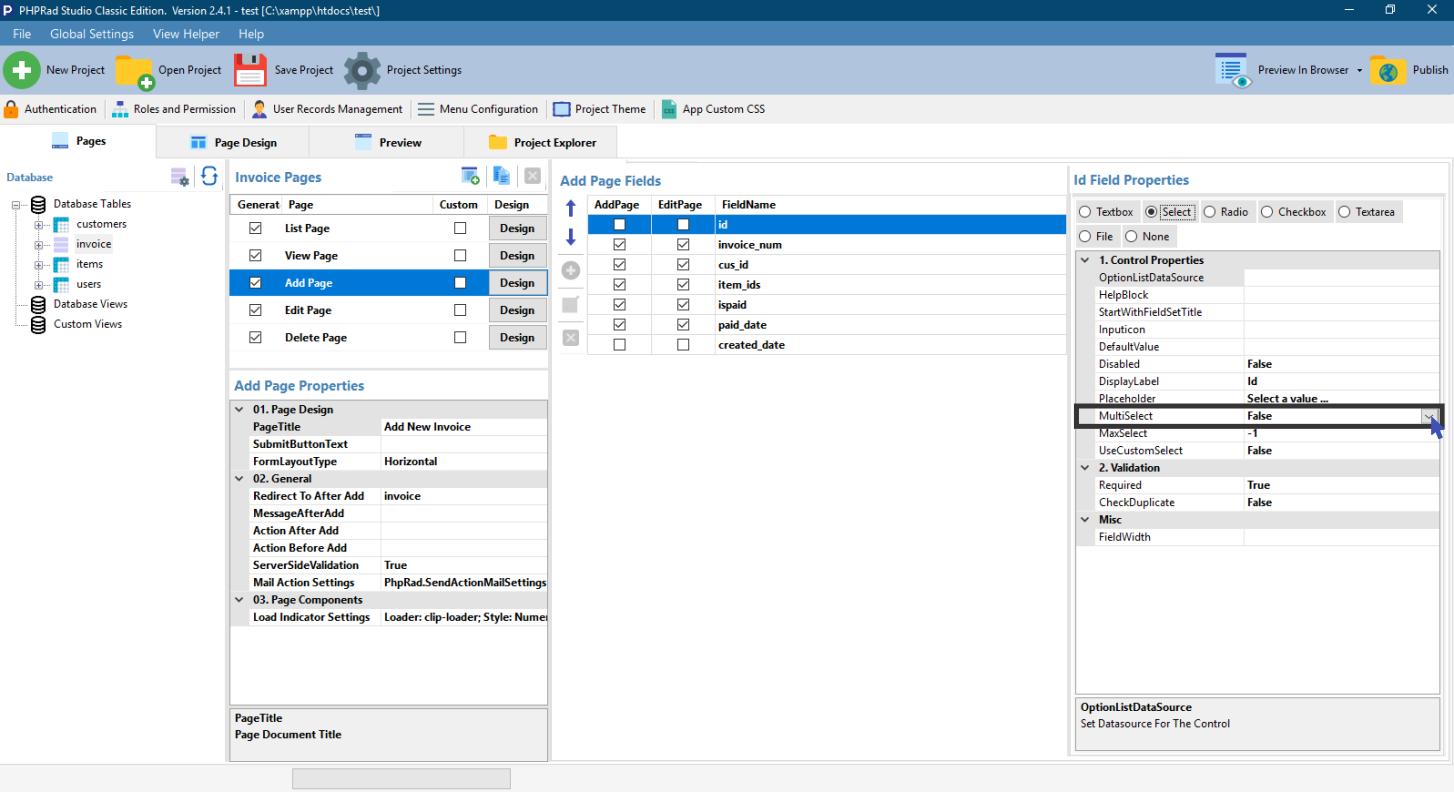 PHPRad Studio Classic Edition. Version 2.4.1 - test [C:\xampp\htdocs\test\]
File Global Settings View Helper Help
New Project Open Project Save Project Project Settings Preview In Browser Publish
Authentication Roles and Permission User Records Management Menu Configuration Project Theme App Custom CSS
Pages Page Design Preview Project Explorer
Database
Database Tables
customers
invoice
items
users
Database Views
Custom Views
Invoice Pages
Generat Page Custom Design
List Page Design
View Page Design
Add Page Design
Edit Page Design
Delete Page Design
Add Page Properties
01. Page Design
PageTitle Add New Invoice
SubmitButtonText
FormLayoutType Horizontal
02. General
Redirect To After Add invoice
MessageAfterAdd
Action After Add
Action Before Add
ServerSideValidation True
Mail Action Settings PhpRad.SendActionMailSettings
03. Page Components
Load Indicator Settings Loader: clip-loader; Style: Numer
PageTitle
Page Document Title
Add Page Fields
AddPage EditPage FieldName
id
invoice_num
cus_id
item_ids
ispaid
paid_date
created_date
Id Field Properties
Textbox Select Radio Checkbox Textarea
File None
1. Control Properties
OptionListDataSource
HelpBlock
StartWithFieldSetTitle
Inputicon
DefaultValue
Disabled False
DisplayLabel Id
Placeholder Select a value ...
MultiSelect False
MaxSelect -1
UseCustomSelect False
2. Validation
Required True
CheckDuplicate False
Misc
FieldWidth
OptionListDataSource
Set Datasource For The Control